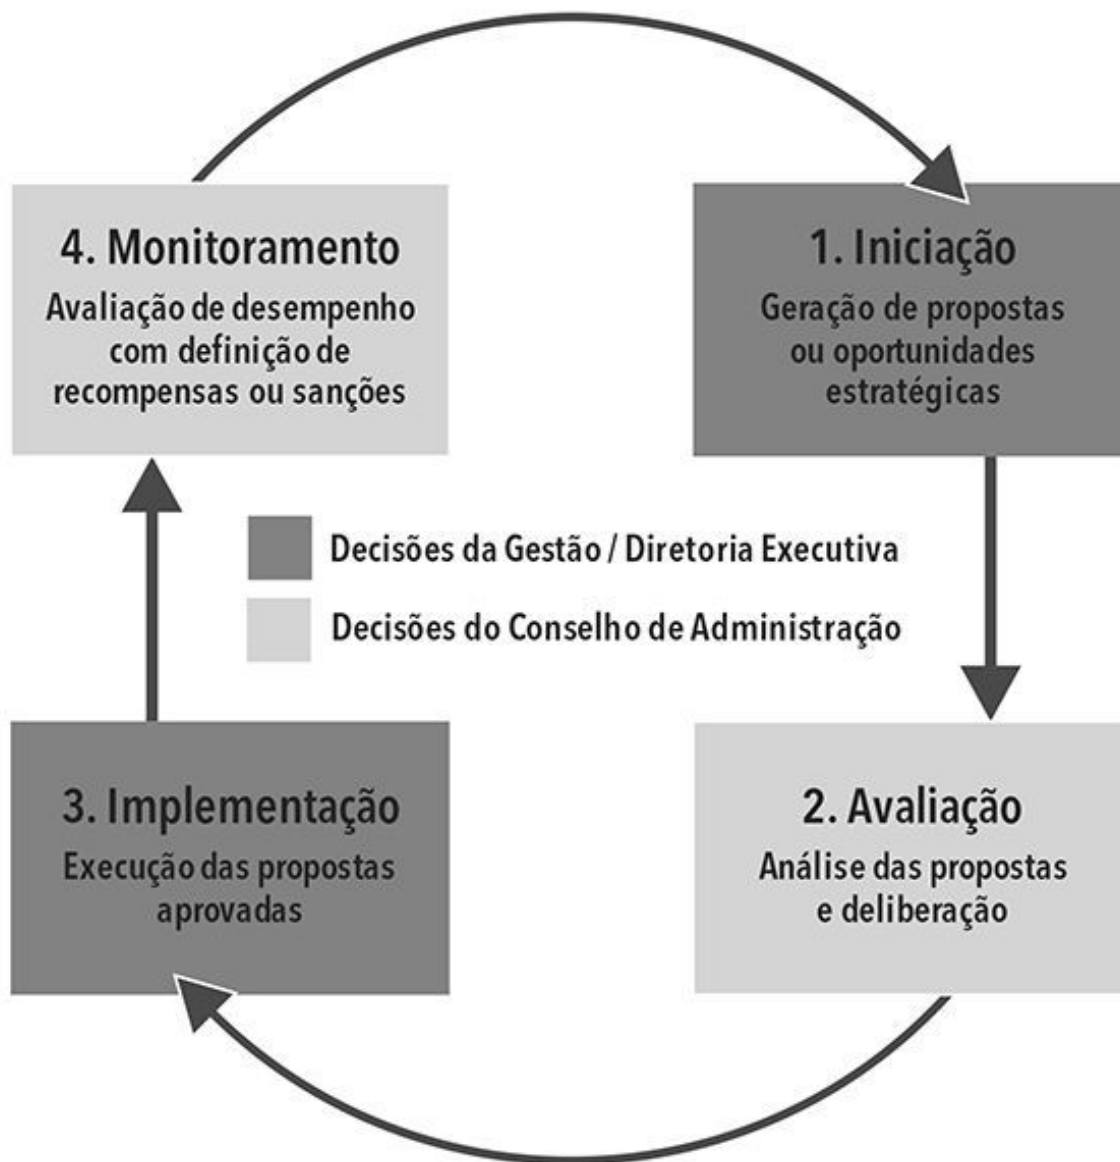 4. Monitoramento
Avaliação de desempenho
com definição de
recompensas ou sanções
1. Iniciação
Geração de propostas
ou oportunidades
estratégicas
Decisões da Gestão / Diretoria Executiva
Decisões do Conselho de Administração
3. Implementação
Execução das propostas
aprovadas
2. Avaliação
Análise das propostas
e deliberação